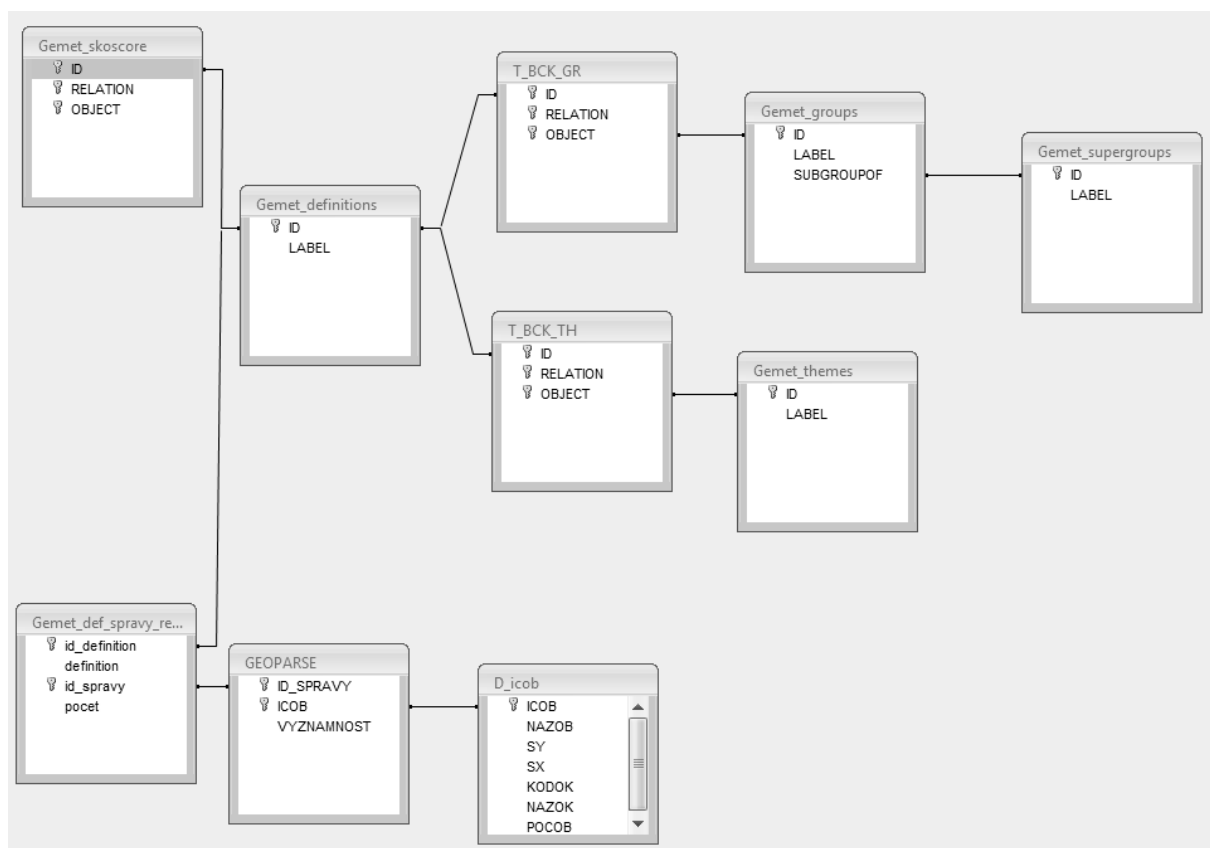 Gemet_skoscore
ID
RELATION
OBJECT
Gemet_definitions
ID
LABEL
T_BCK_GR
ID
RELATION
OBJECT
Gemet_groups
ID
LABEL
SUBGROUPOF
Gemet_supergroups
ID
LABEL
T_BCK_TH
ID
RELATION
OBJECT
Gemet_themes
ID
LABEL
Gemet_def_spravy_re...
id_definition
definition
id_spravy
pocet
GEOPARSE
ID_SPRAVY
ICOB
VYZNAMNOST
D_icob
ICOB
NAZOB
SY
SX
KODOK
NAZOK
POCOB